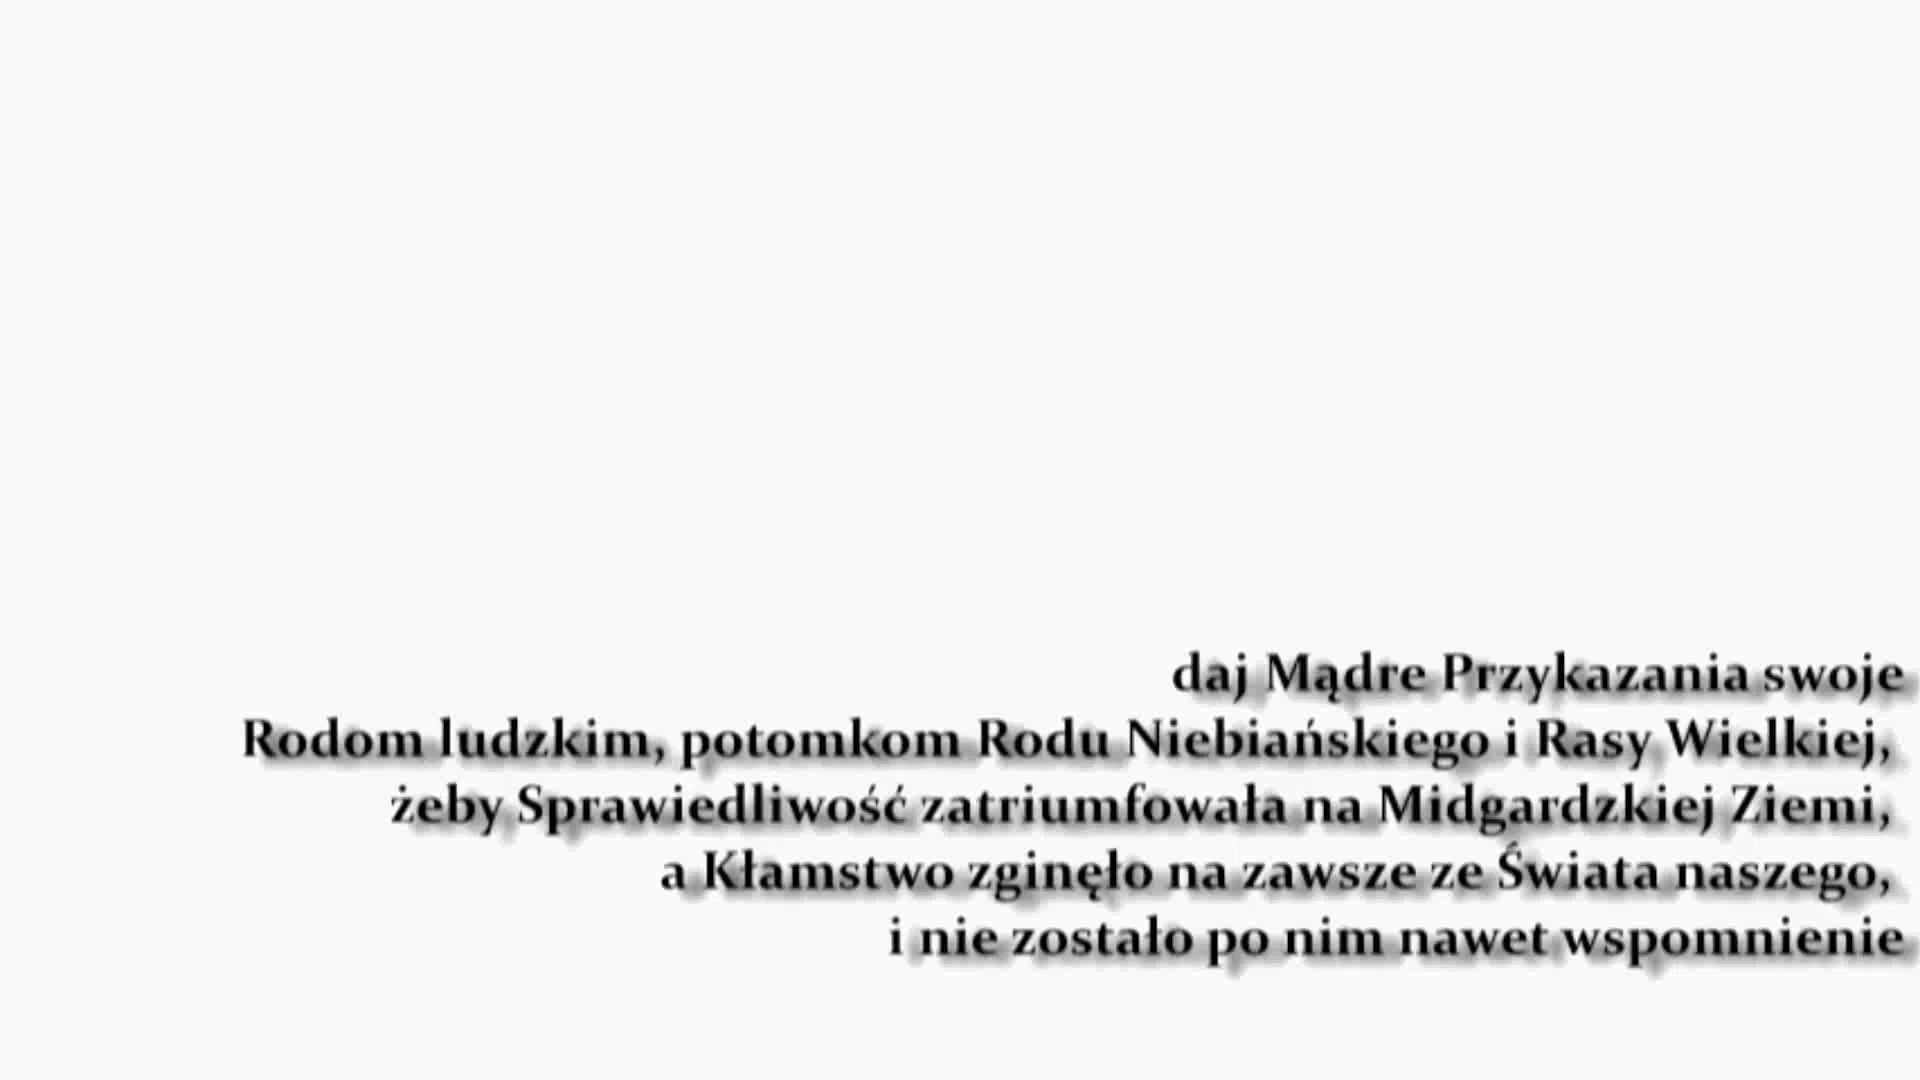 daj Mądre Przykazania swoje
Rodom ludzkim, potomkom Rodu Niebiańskiego i Rasy Wielkiej,
żeby Sprawiedliwość zatriumfowała na Midgardzkiej Ziemi,
a Kłamstwo zginęło na zawsze ze Świata naszego,
i nie zostało po nim nawet wspomnienie